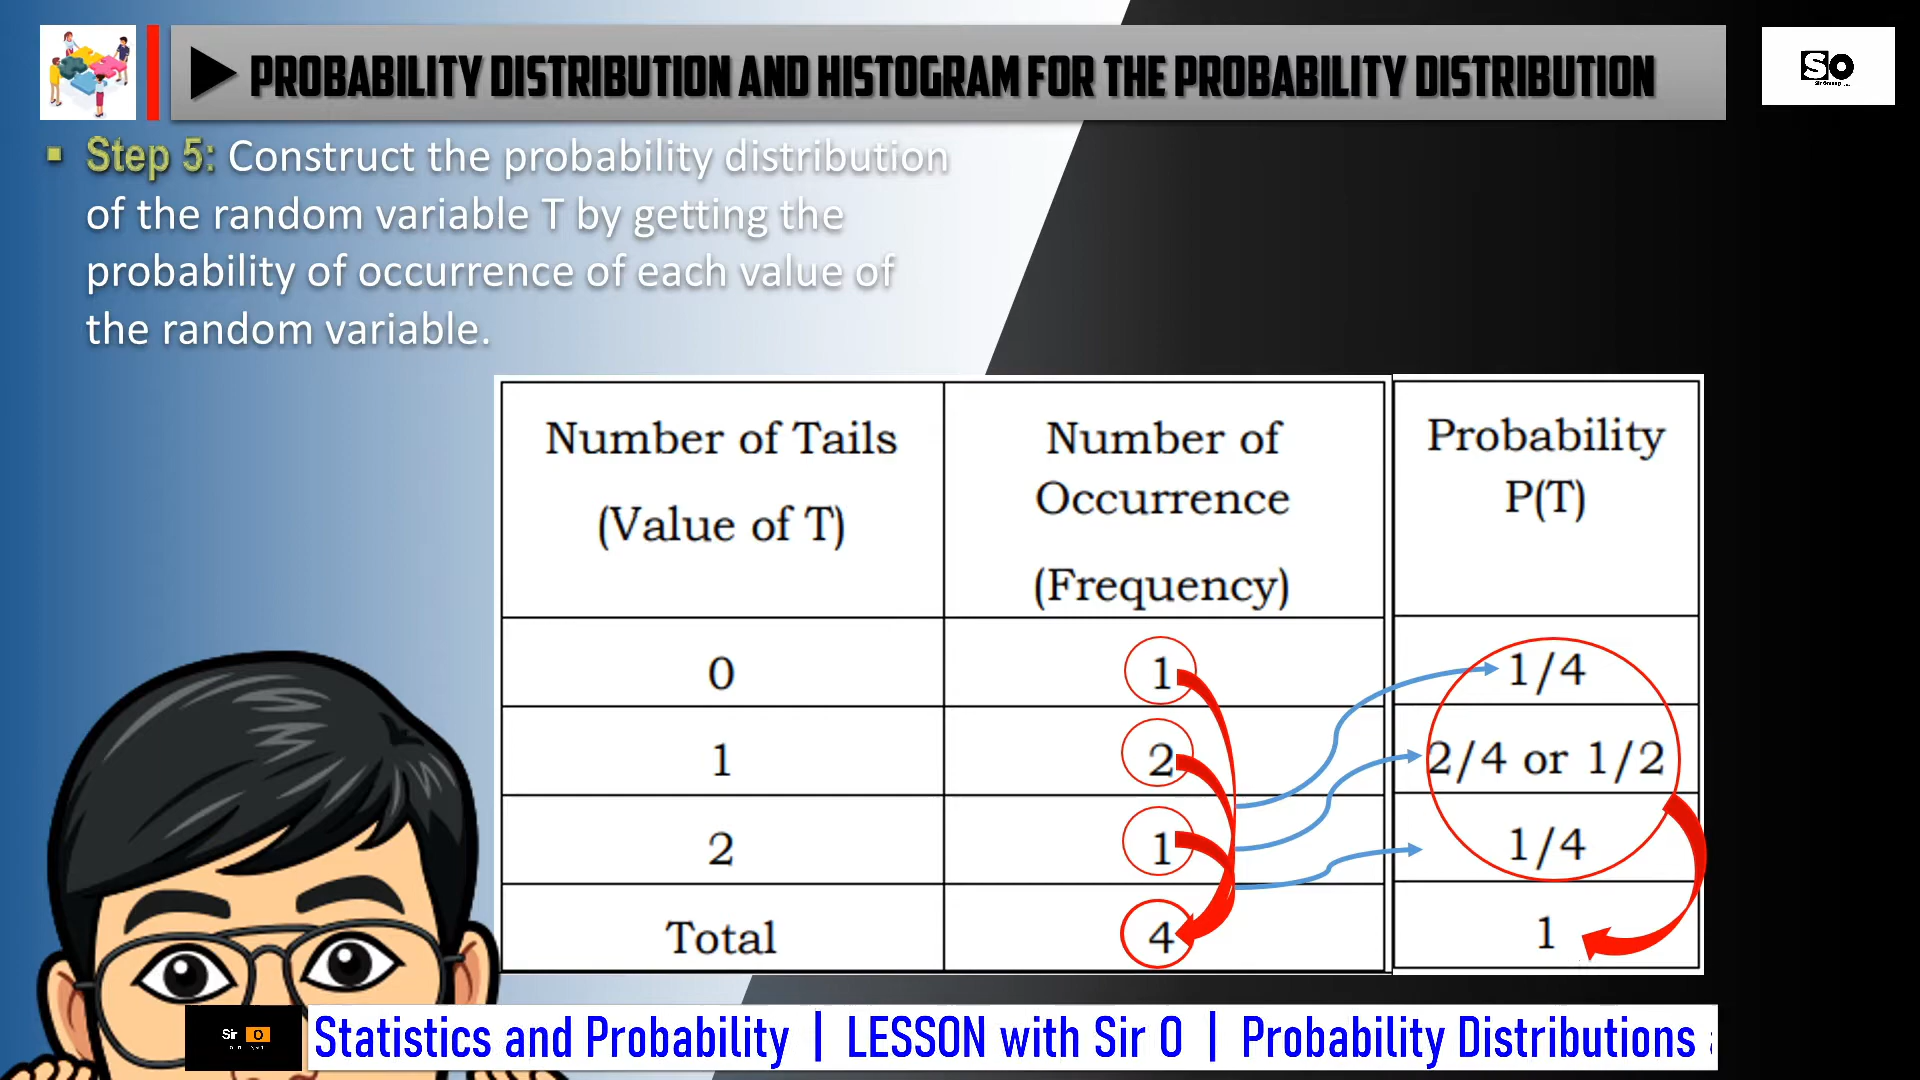 PROBABILITY DISTRIBUTION AND HISTOGRAM FOR THE PROBABILITY DISTRIBUTION
SO
Step 5: Construct the probability distribution
of the random variable T by getting the
probability of occurrence of each value of
the random variable.
Number of Tails
(Value of T)
Number of
Occurrence
(Frequency)
Probability
P(T)
0
1
1/4
1
2
2/4 or 1/2
2
1
1/4
Total
4
1
Sir O
Statistics and Probability | LESSON with Sir O | Probability Distributions